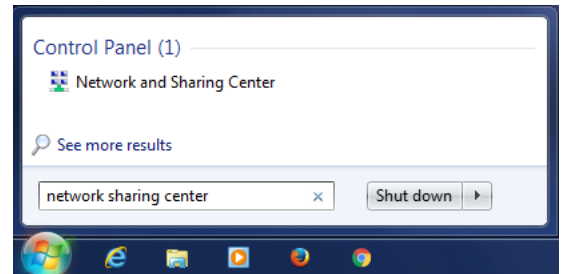 Control Panel (1)
Network and Sharing Center
See more results
network sharing center
Shut down